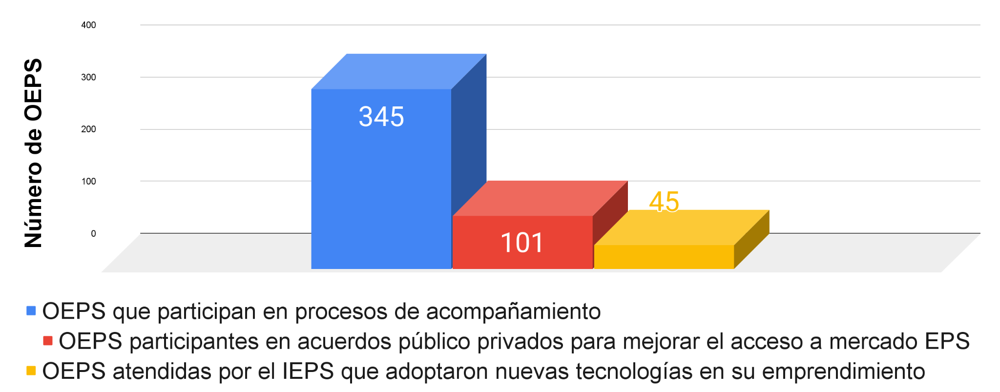 400
300
200
100
0
Número de OEPS
345
101
45
OEPS que participan en procesos de acompañamiento
OEPS participantes en acuerdos público privados para mejorar el acceso a mercado EPS
OEPS atendidas por el IEPS que adoptaron nuevas tecnologías en su emprendimiento